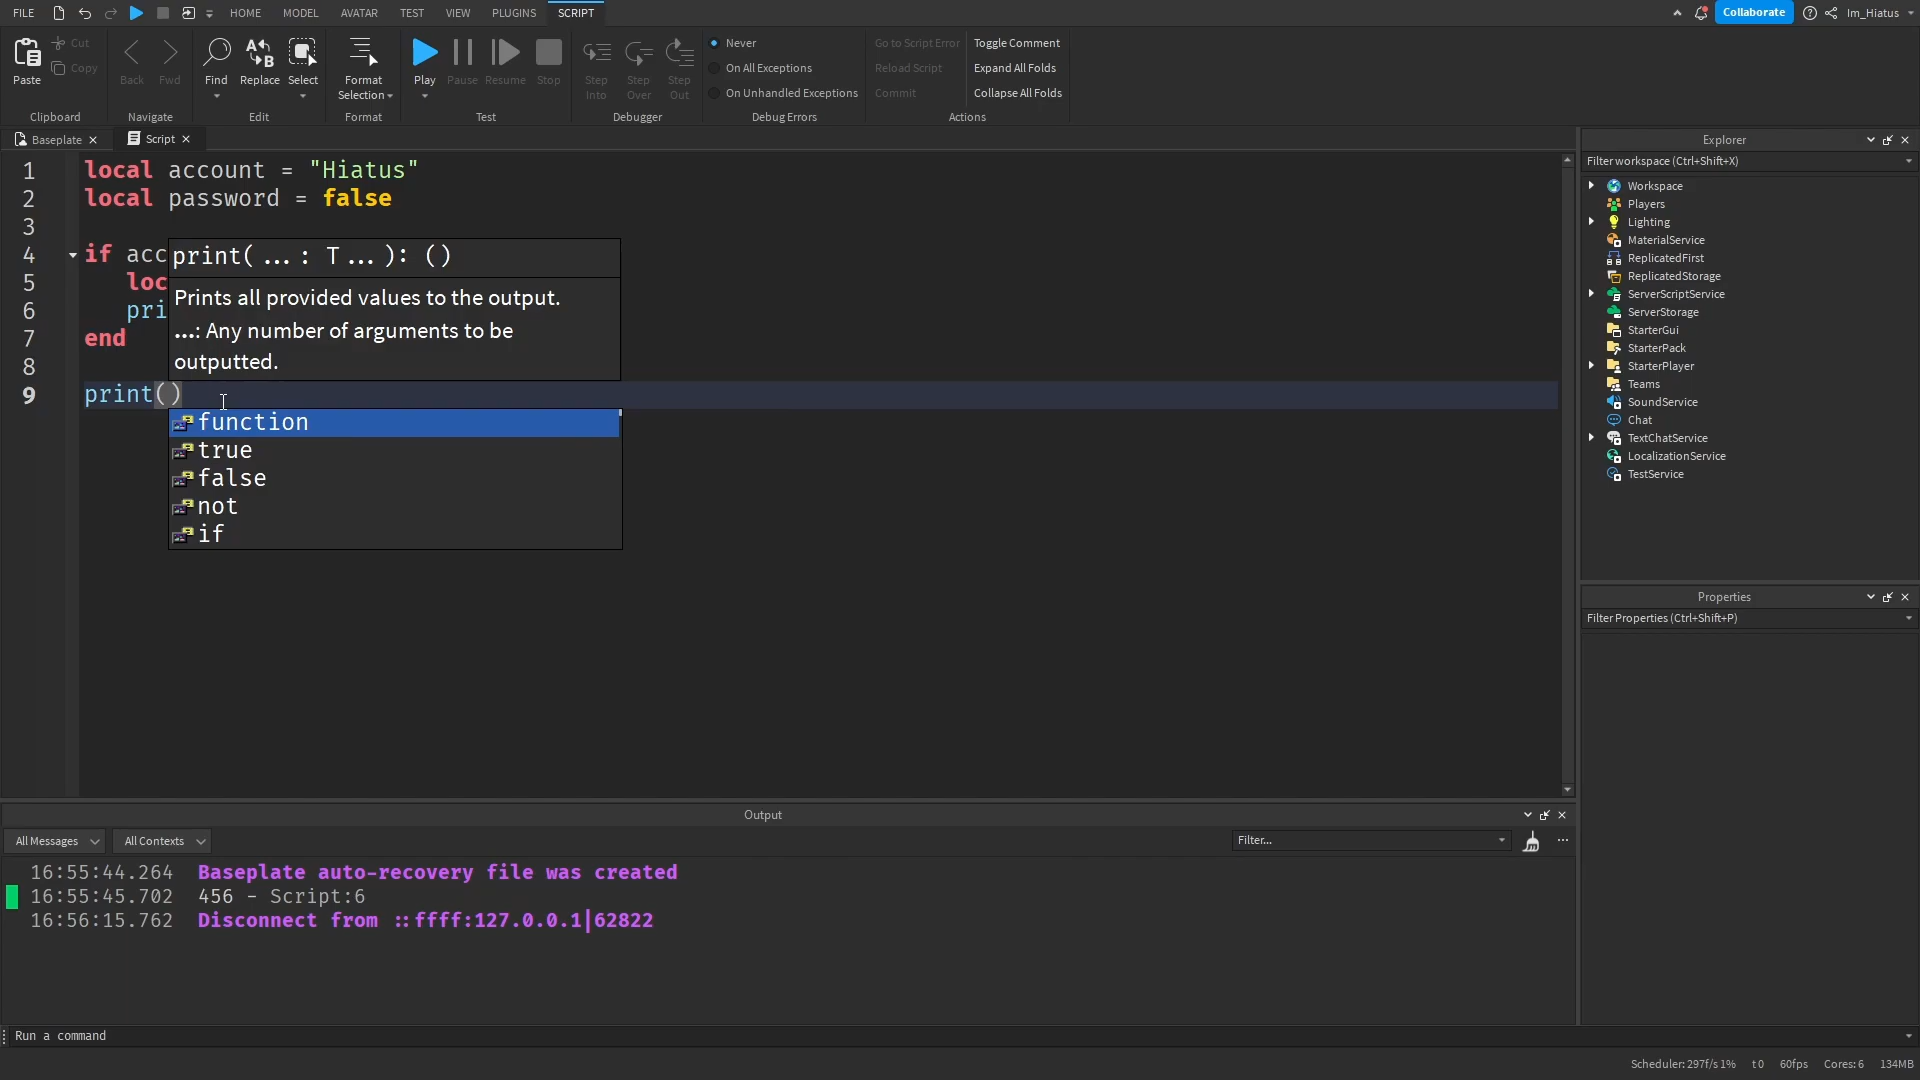 FILE HOME MODEL AVATAR TEST VIEW PLUGINS SCRIPT Collaborate Im_Hiatus
Paste Cut Copy
Clipboard
Back Fwd
Navigate
Find Replace Select
Edit
Format Selection
Format
Play Pause Resume Stop
Test
Step Into Step Over Step Out
Debugger
Never
On All Exceptions
On Unhandled Exceptions
Debug Errors
Go to Script Error Toggle Comment
Reload Script Expand All Folds
Commit Collapse All Folds
Actions
Baseplate Script
1 local account = "Hiatus"
2 local password = false
3
4 if acc
5 loc
6 pri
7 end
8
9 print()
print( ...: T... ): ()
Prints all provided values to the output.
...: Any number of arguments to be
outputted.
function
true
false
not
if
Explorer
Filter workspace (Ctrl+Shift+X)
Workspace
Players
Lighting
MaterialService
ReplicatedFirst
ReplicatedStorage
ServerScriptService
ServerStorage
StarterGui
StarterPack
StarterPlayer
Teams
SoundService
Chat
TextChatService
LocalizationService
TestService
Properties
Filter Properties (Ctrl+Shift+P)
Output
All Messages All Contexts Filter...
16:55:44.264 Baseplate auto-recovery file was created
16:55:45.702 456 - Script:6
16:56:15.762 Disconnect from ::ffff:127.0.0.1|62822
Run a command
Scheduler: 297f/s 1% t 0 60fps Cores: 6 134MB